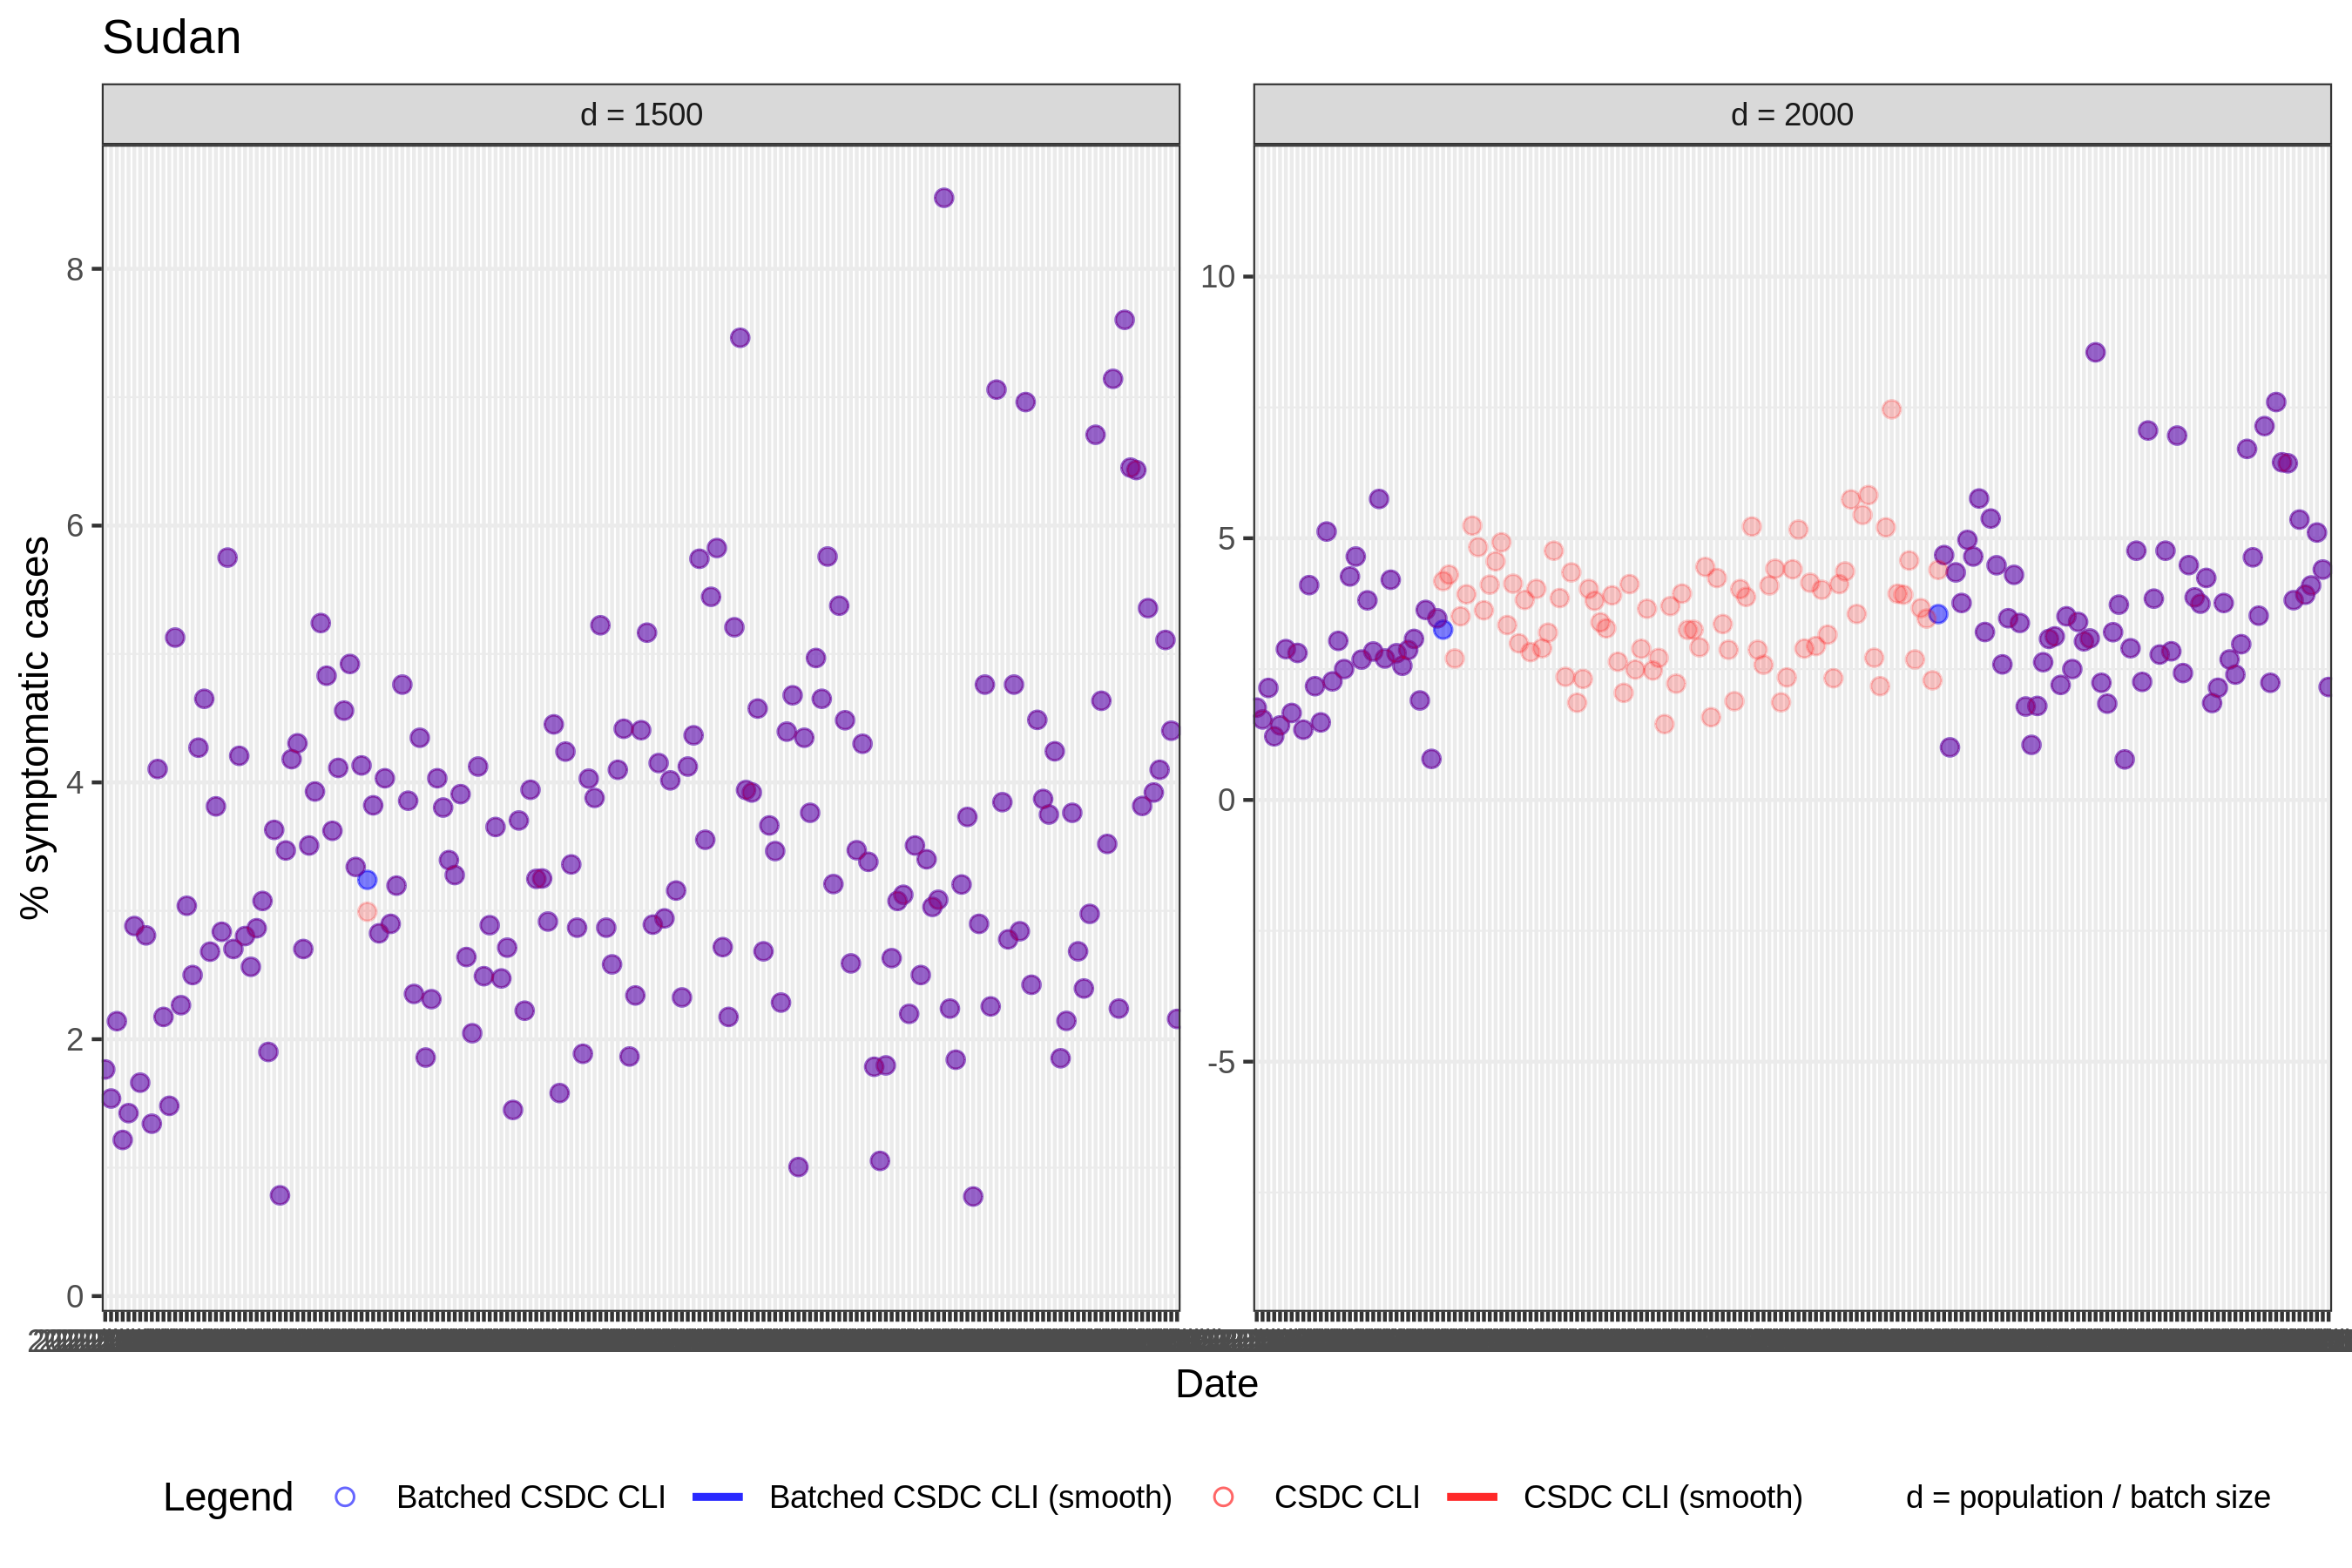 Sudan
d = 1500
d = 2000
% symptomatic cases
8
6
4
2
0
10
5
0
-5
Date
Legend
Batched CSDC CLI
Batched CSDC CLI (smooth)
CSDC CLI
CSDC CLI (smooth)
d = population / batch size